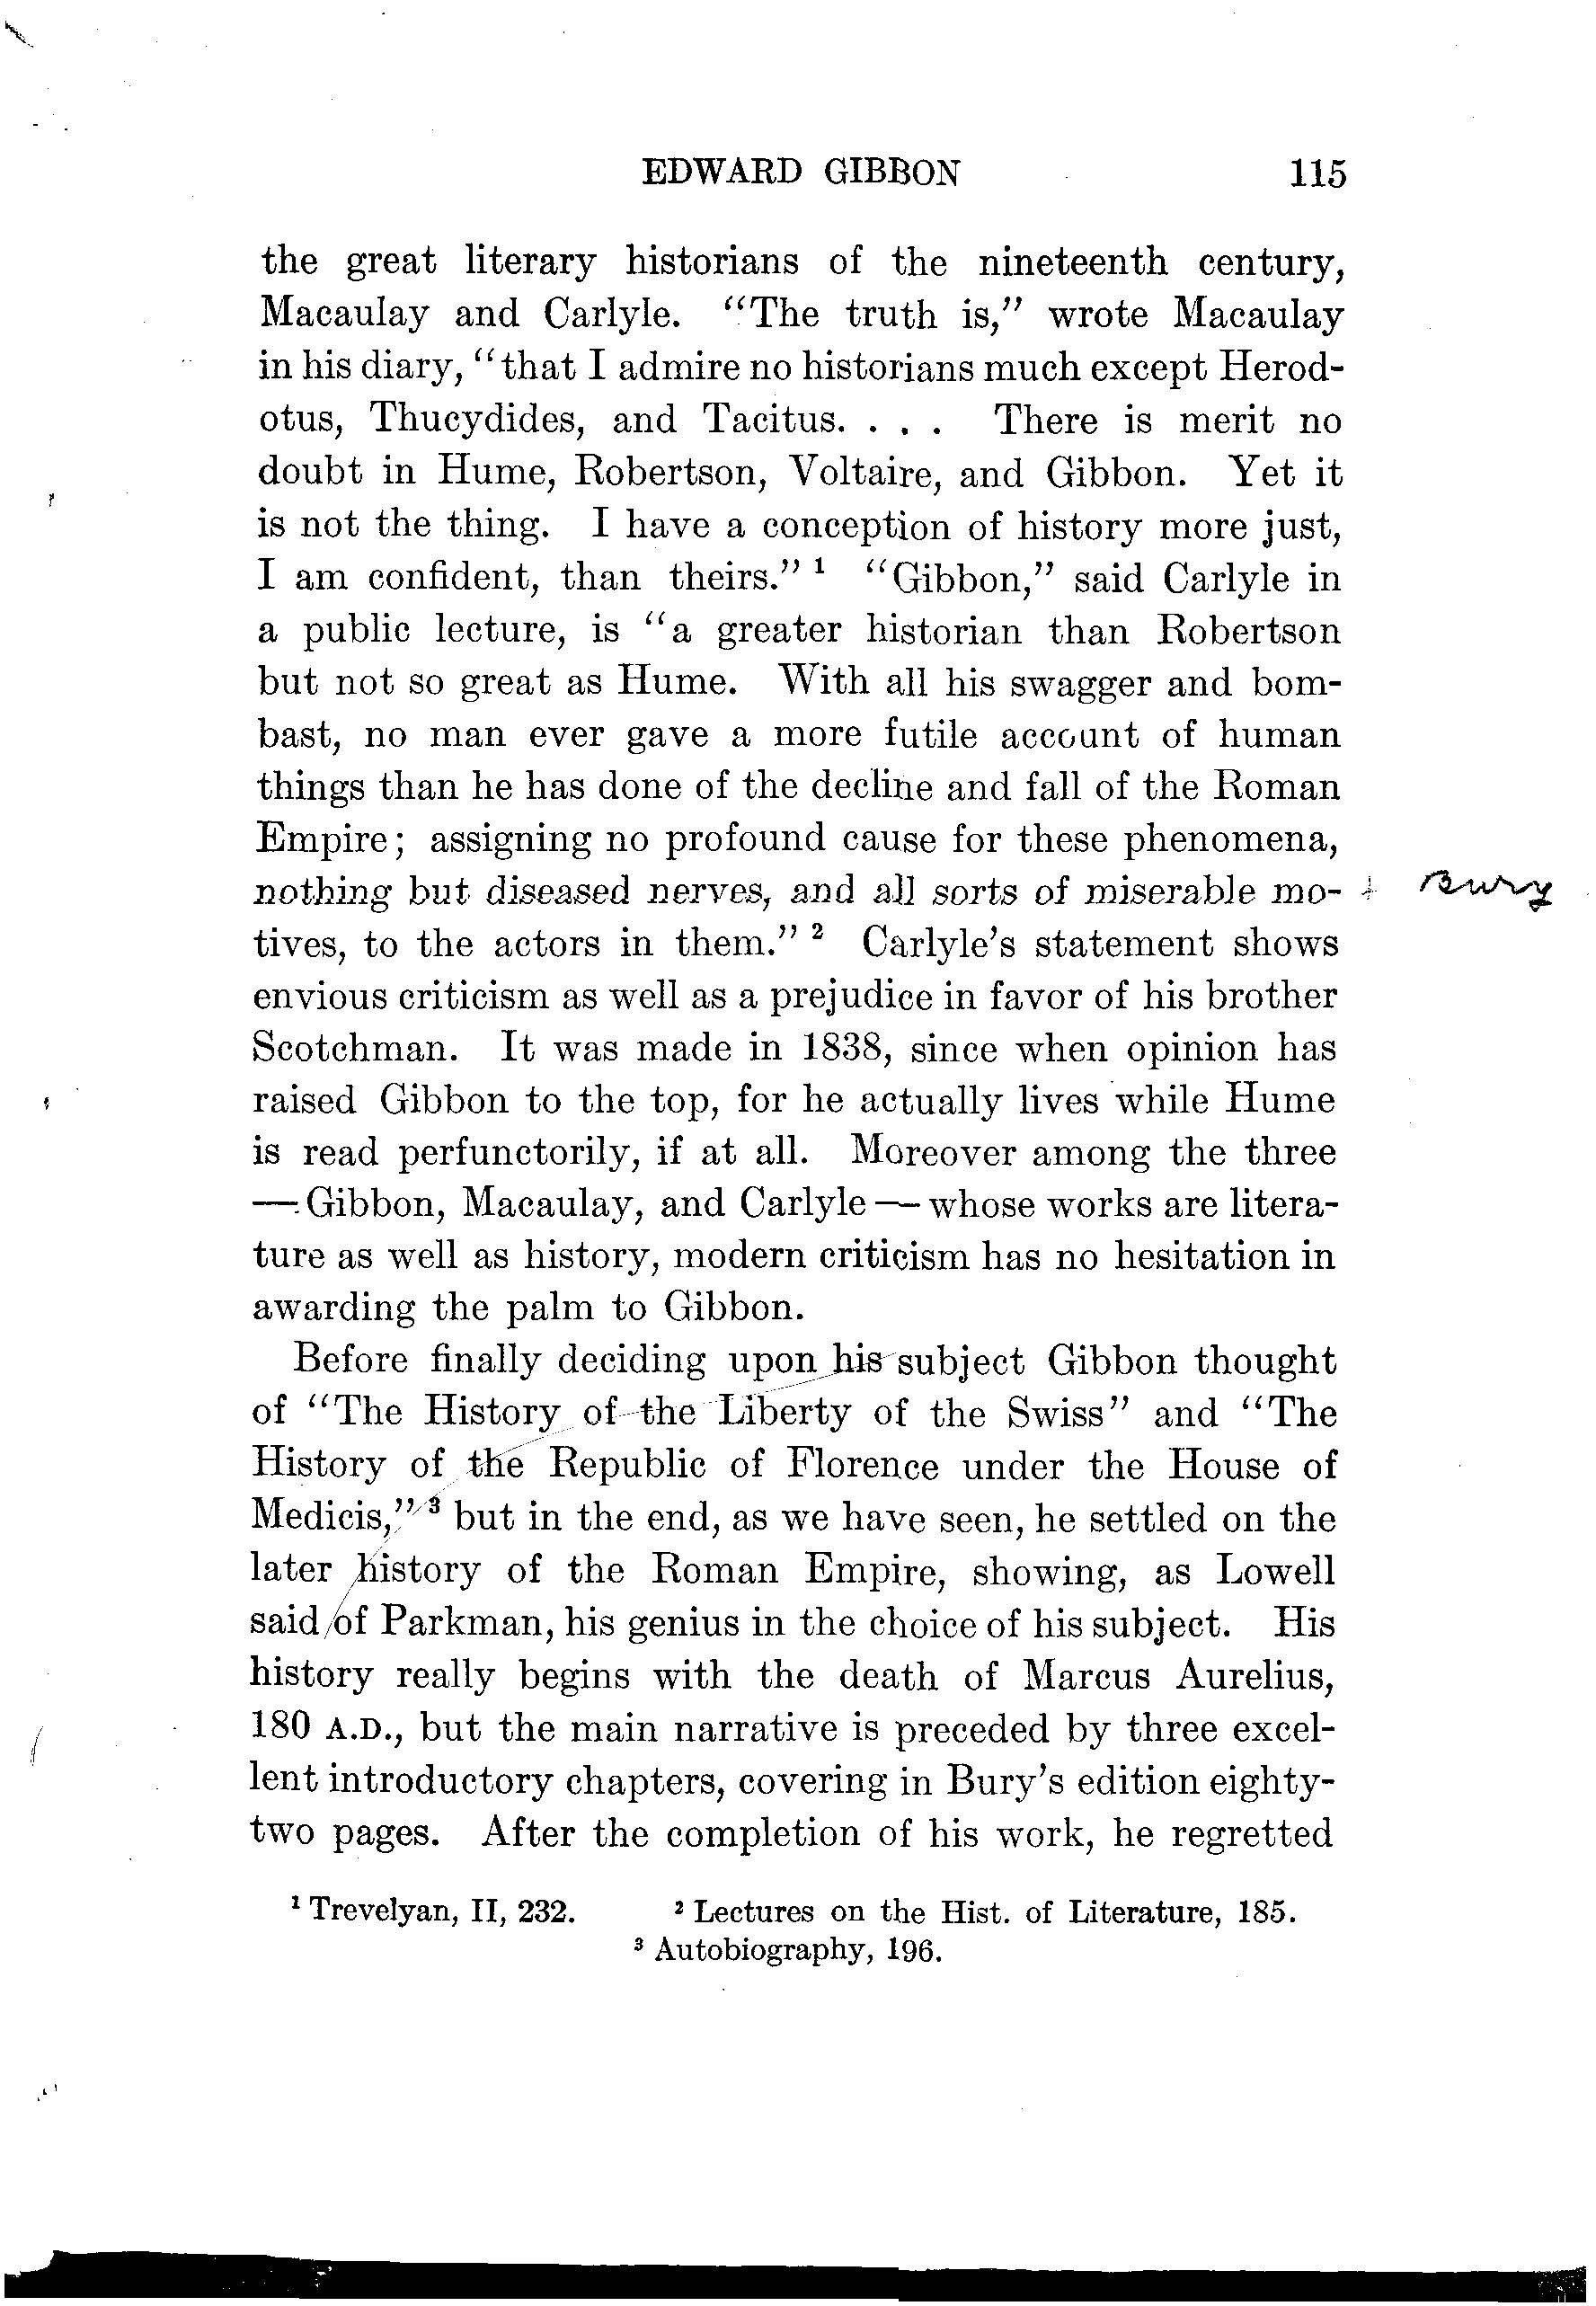 EDWARD GIBBON 115
the great literary historians of the nineteenth century,
Macaulay and Carlyle. "The truth is," wrote Macaulay
in his diary, "that I admire no historians much except Herod-
otus, Thucydides, and Tacitus. . . . There is merit no
doubt in Hume, Robertson, Voltaire, and Gibbon. Yet it
is not the thing. I have a conception of history more just,
I am confident, than theirs." ¹ "Gibbon," said Carlyle in
a public lecture, is "a greater historian than Robertson
but not so great as Hume. With all his swagger and bom-
bast, no man ever gave a more futile account of human
things than he has done of the decline and fall of the Roman
Empire; assigning no profound cause for these phenomena,
nothing but diseased nerves, and all sorts of miserable mo- + Bury
tives, to the actors in them." ² Carlyle's statement shows
envious criticism as well as a prejudice in favor of his brother
Scotchman. It was made in 1838, since when opinion has
raised Gibbon to the top, for he actually lives while Hume
is read perfunctorily, if at all. Moreover among the three
— Gibbon, Macaulay, and Carlyle — whose works are litera-
ture as well as history, modern criticism has no hesitation in
awarding the palm to Gibbon.
Before finally deciding upon his subject Gibbon thought
of "The History of the Liberty of the Swiss" and "The
History of the Republic of Florence under the House of
Medicis," ³ but in the end, as we have seen, he settled on the
later history of the Roman Empire, showing, as Lowell
said of Parkman, his genius in the choice of his subject. His
history really begins with the death of Marcus Aurelius,
180 A.D., but the main narrative is preceded by three excel-
lent introductory chapters, covering in Bury's edition eighty-
two pages. After the completion of his work, he regretted
¹ Trevelyan, II, 232. ² Lectures on the Hist. of Literature, 185.
³ Autobiography, 196.